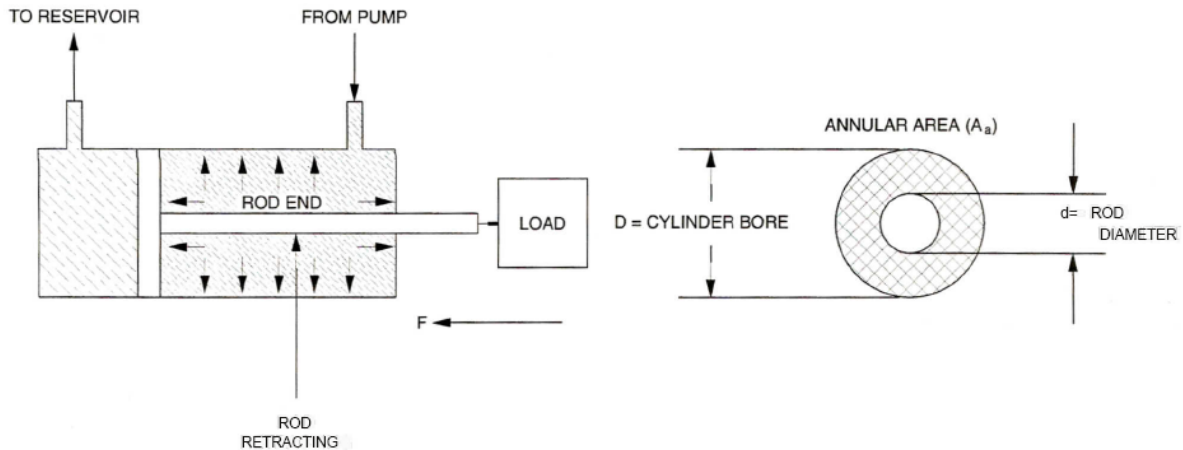 TO RESERVOIR
FROM PUMP
ROD END
LOAD
F
ROD
RETRACTING
ANNULAR AREA (Aₐ)
D = CYLINDER BORE
d= ROD
DIAMETER